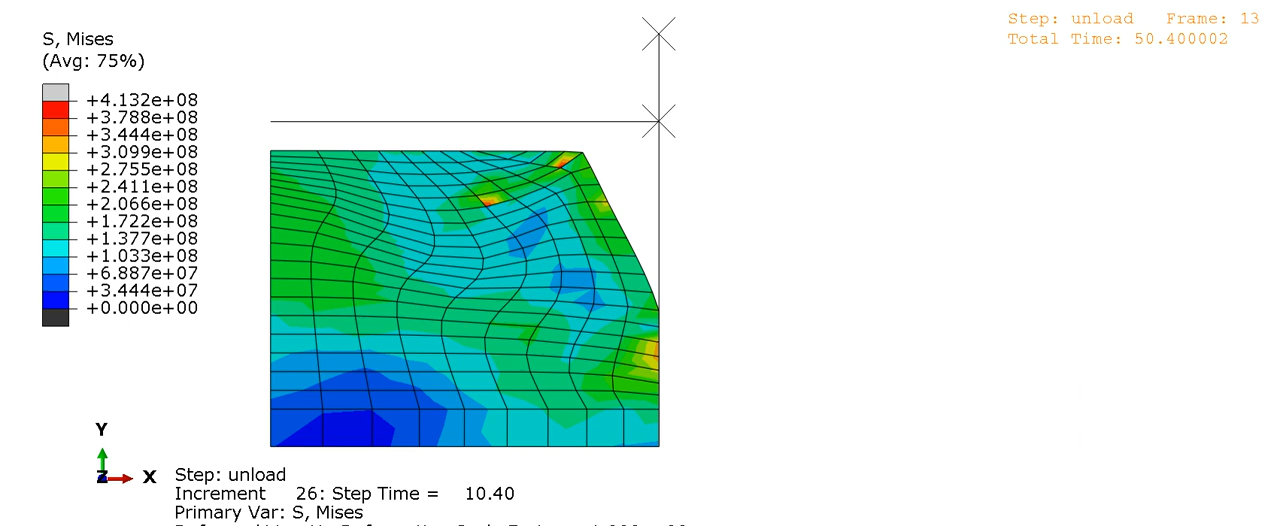 Step: unload   Frame: 13
Total Time: 50.400002
S, Mises
(Avg: 75%)
+4.132e+08
+3.788e+08
+3.444e+08
+3.099e+08
+2.755e+08
+2.411e+08
+2.066e+08
+1.722e+08
+1.377e+08
+1.033e+08
+6.887e+07
+3.444e+07
+0.000e+00
Y
Z X
Step: unload
Increment     26: Step Time =    10.40
Primary Var: S, Mises